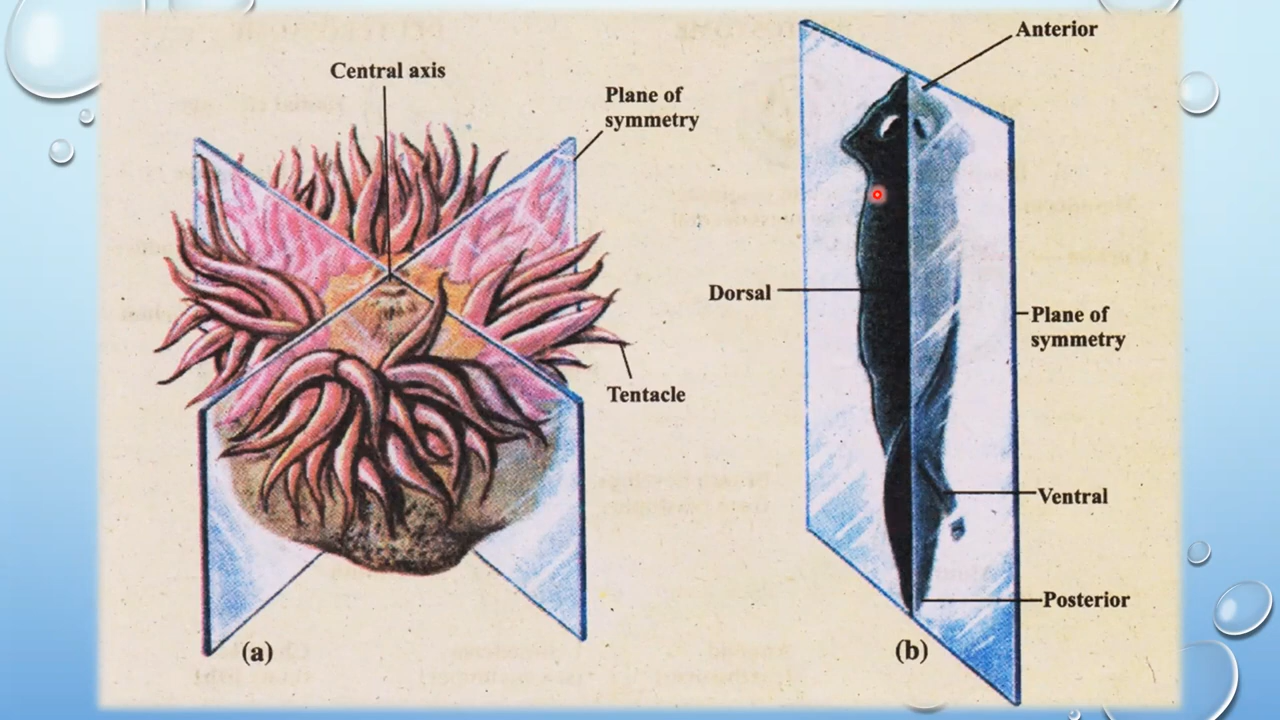 Central axis
Plane of
symmetry
Tentacle
(a)
Anterior
Dorsal
Plane of
symmetry
Ventral
Posterior
(b)